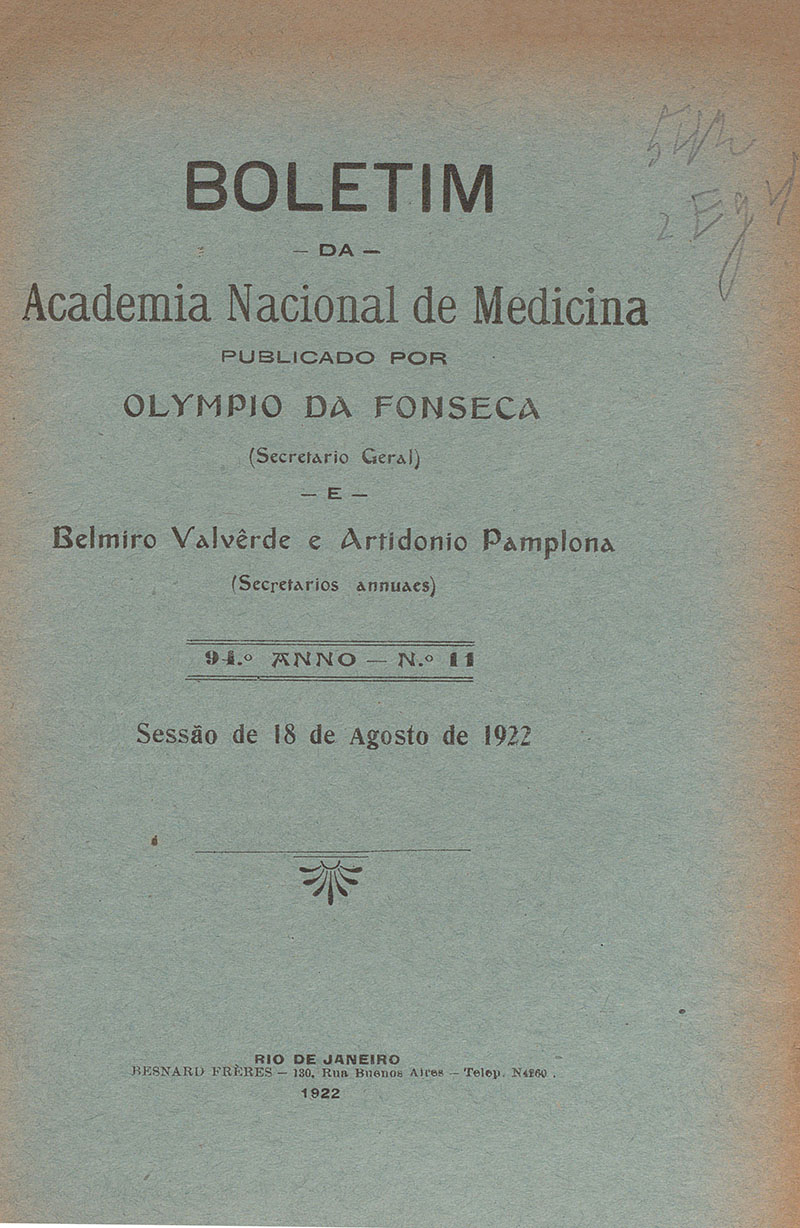 BOLETIM
— DA —
Academia Nacional de Medicina
PUBLICADO POR
OLYMPIO DA FONSECA
(Secretario Geral)
— E —
Belmiro Valvêrde e Artidonio Pamplona
(Secretarios annuaes)
94.º ANNO — N.º 11
Sessão de 18 de Agosto de 1922
RIO DE JANEIRO
BESNARD FRÈRES — 130, Rua Buenos Aires — Telep.
1922